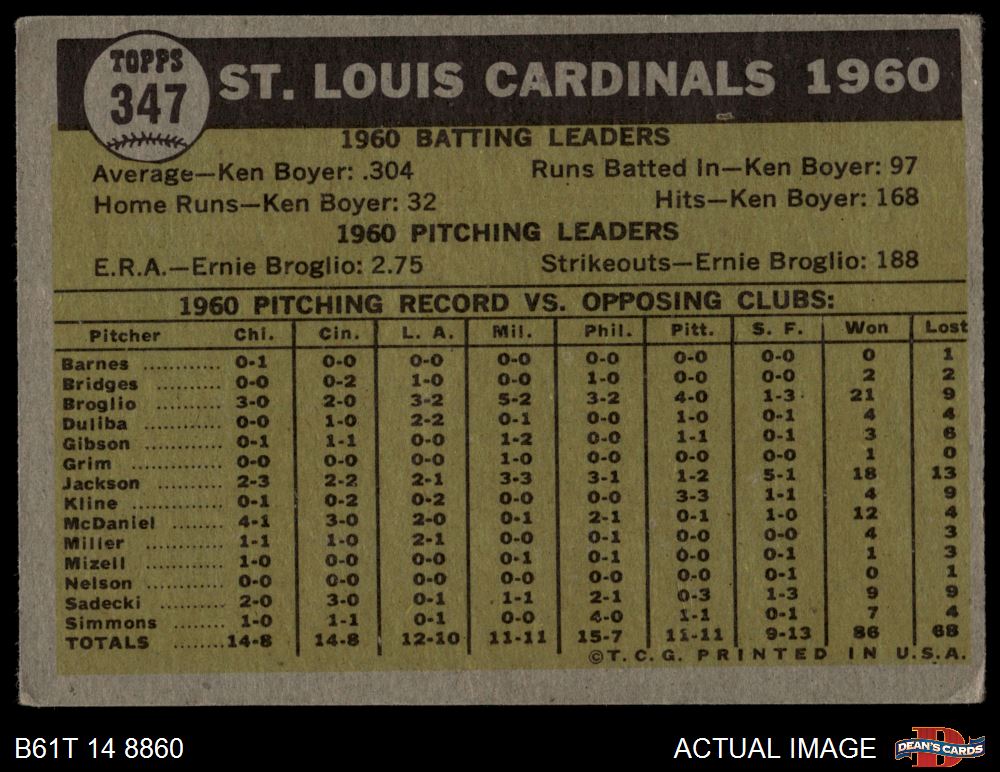 TOPPS
347
ST. LOUIS CARDINALS 1960
1960 BATTING LEADERS
Average—Ken Boyer: .304 Runs Batted In—Ken Boyer: 97
Home Runs—Ken Boyer: 32 Hits—Ken Boyer: 168
1960 PITCHING LEADERS
E.R.A.—Ernie Broglio: 2.75 Strikeouts—Ernie Broglio: 188
1960 PITCHING RECORD VS. OPPOSING CLUBS:
Pitcher Chi. Cin. L. A. Mil. Phil. Pitt. S. F. Won Lost
Barnes ............ 0-1 0-0 0-0 0-0 0-0 0-0 0-0 0 1
Bridges ............ 0-0 0-2 1-0 0-0 1-0 0-0 0-0 2 2
Broglio ............ 3-0 2-0 3-2 5-2 3-2 4-0 1-3 21 9
Duliba ............ 0-0 1-0 2-2 0-1 0-0 1-0 0-1 4 4
Gibson ............ 0-1 1-1 0-0 1-2 0-0 1-1 0-1 3 6
Grim ............ 0-0 0-0 0-0 1-0 0-0 0-0 0-0 1 0
Jackson ............ 2-3 2-2 2-1 3-3 3-1 1-2 5-1 18 13
Kline ............ 0-1 0-2 0-2 0-0 0-0 3-3 1-1 4 9
McDaniel ........ 4-1 3-0 2-0 0-1 2-1 0-1 1-0 12 4
Miller ............ 1-1 1-0 2-1 0-0 0-1 0-0 0-0 4 3
Mizell ............ 1-0 0-0 0-0 0-1 0-1 0-0 0-1 1 3
Nelson ............ 0-0 0-0 0-0 0-0 0-0 0-0 0-1 0 1
Sadecki ............ 2-0 3-0 0-1 1-1 2-1 0-3 1-3 9 9
Simmons .......... 1-0 1-1 0-1 0-0 4-0 1-1 0-1 7 4
TOTALS ........ 14-8 14-8 12-10 11-11 15-7 11-11 9-13 86 68
©T. C. G. PRINTED IN U.S.A.
B61T 14 8860 ACTUAL IMAGE DEAN'S CARDS